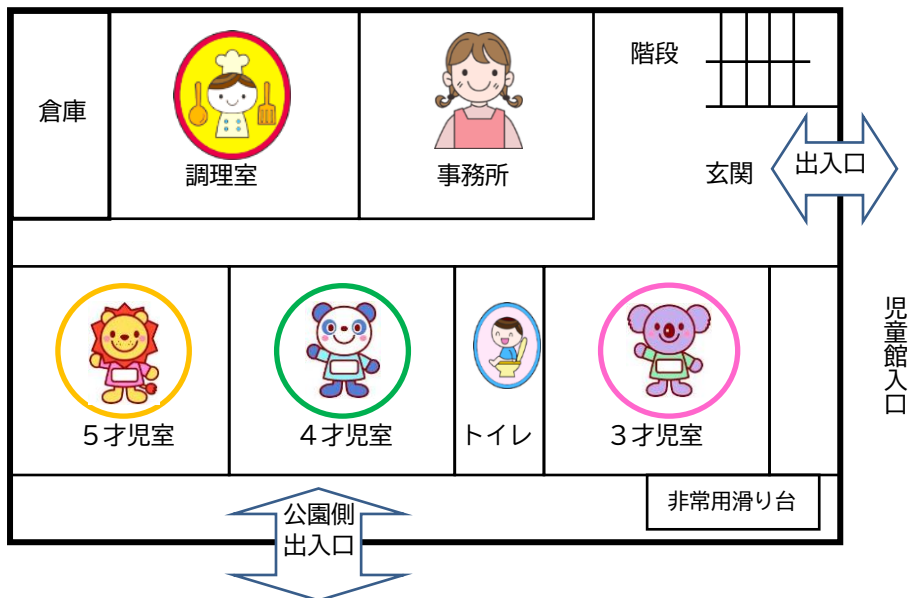 階段
倉庫
調理室
事務所
玄関
出入口
児童館入口
５才児室
４才児室
トイレ
３才児室
非常用滑り台
公園側
出入口